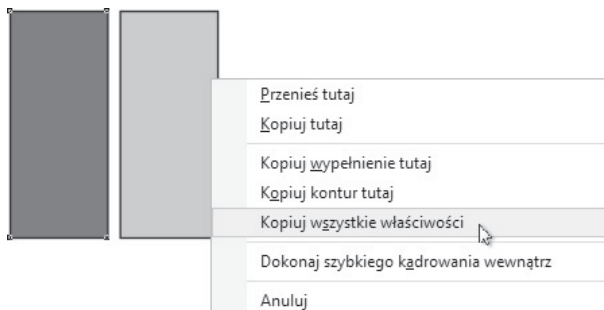 Przenieś tutaj
Kopiuj tutaj
Kopiuj wypełnienie tutaj
Kopiuj kontur tutaj
Kopiuj wszystkie właściwości
Dokonaj szybkiego kadrowania wewnątrz
Anuluj